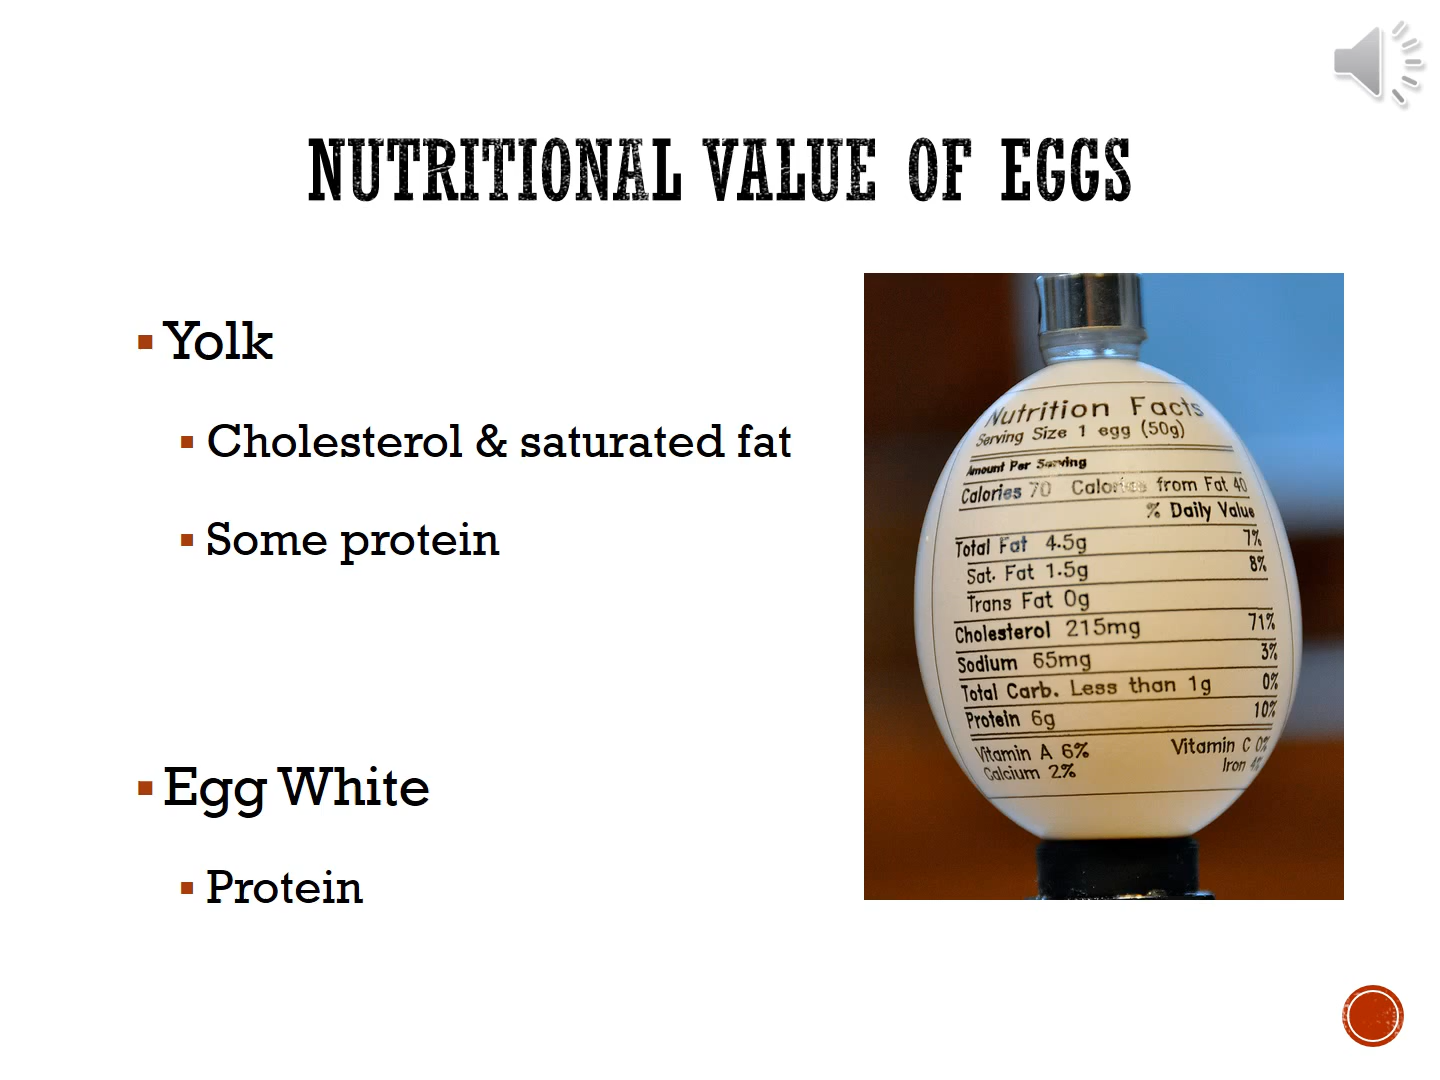 NUTRITIONAL VALUE OF EGGS
Yolk
Cholesterol & saturated fat
Some protein
Egg White
Protein
Nutrition Facts
Serving Size 1 egg (50g)
Amount Per Serving
Calories 70 Calories from Fat 40
% Daily Value
Total Fat 4.5g 7%
Sat. Fat 1.5g 8%
Trans Fat 0g
Cholesterol 215mg 71%
Sodium 65mg 3%
Total Carb. Less than 1g 0%
Protein 6g 10%
Vitamin A 6% Vitamin C 0%
Calcium 2% Iron 4%